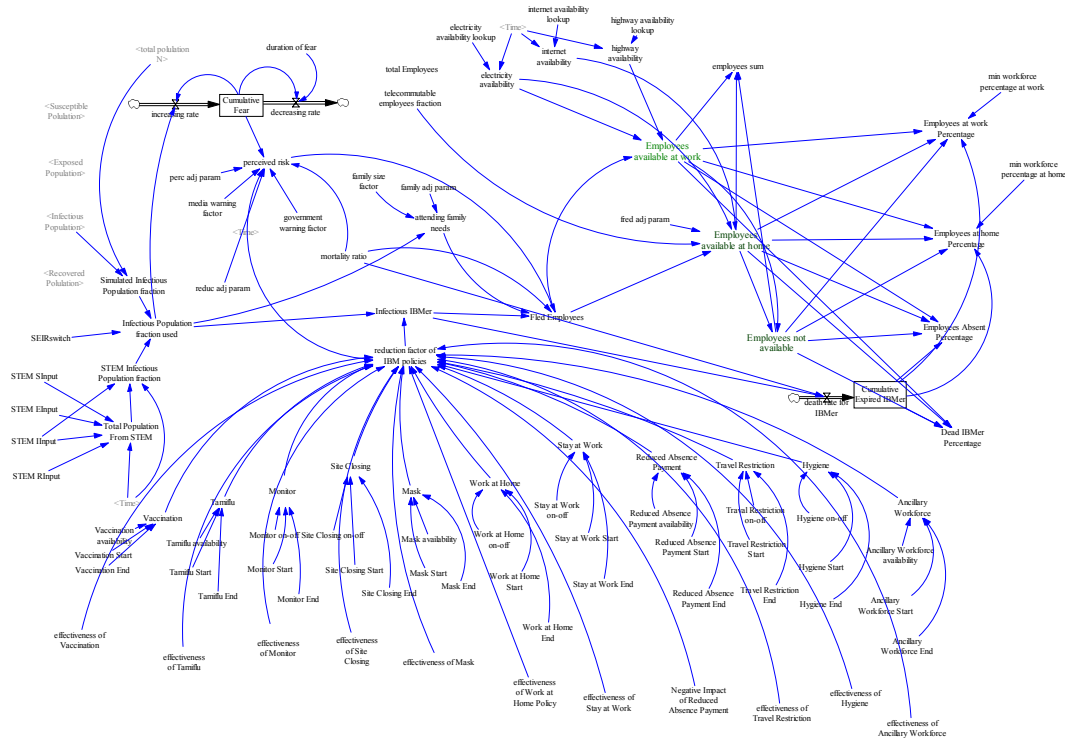 internet availability
lookup
electricity
availability lookup
<Time>
highway availability
lookup
<total polulation
N>
duration of fear
internet
availability
highway
availability
total Employees
employees sum
electricity
availability
min workforce
percentage at work
telecommutable
employees fraction
Cumulative
Fear
increasing rate
decreasing rate
<Susceptible
Polulation>
Employees at work
Percentage
Employees
available at work
<Exposed
Population>
perceived risk
perc adj param
family size
factor
family adj param
min workforce
percentage at home
media warning
factor
government
warning factor
attending family
needs
fred adj param
<Infectious
Population>
<Time>
Employees
available at home
Employees at home
Percentage
mortality ratio
<Recovered
Polulation>
Simulated Infectious
Population fraction
reduc adj param
Infectious IBMer
Fled Employees
Infectious Population
fraction used
SEIRswitch
Employees Absent
Percentage
Employees not
available
reduction factor of
IBM policies
STEM SInput
STEM Infectious
Population fraction
Cumulative
Expired IBMer
death rate for
IBMer
STEM EInput
Total Population
From STEM
STEM IInput
Dead IBMer
Percentage
STEM RInput
Stay at Work
Site Closing
Reduced Absence
Payment
Travel Restriction
Hygiene
Monitor
Mask
Work at Home
<Time>
Tamiflu
Ancillary
Workforce
Vaccination
Stay at Work
on-off
Reduced Absence
Payment availability
Travel Restriction
on-off
Hygiene on-off
Vaccination
availability
Tamiflu availability
Monitor on-off
Site Closing on-off
Mask availability
Work at Home
on-off
Stay at Work Start
Reduced Absence
Payment Start
Travel Restriction
Start
Ancillary Workforce
availability
Vaccination Start
Vaccination End
Tamiflu Start
Monitor Start
Site Closing Start
Mask Start
Work at Home
Start
Hygiene Start
Tamiflu End
Monitor End
Site Closing End
Mask End
Stay at Work End
Reduced Absence
Payment End
Travel Restriction
End
Hygiene End
Ancillary
Workforce Start
effectiveness of
Vaccination
effectiveness
of Monitor
effectiveness
of Site
Closing
Work at Home
End
Ancillary
Workforce End
effectiveness
of Tamiflu
effectiveness of Mask
effectiveness
of Work at
Home Policy
effectiveness of
Stay at Work
Negative Impact
of Reduced
Absence Payment
effectiveness of
Travel Restriction
effectiveness of
Hygiene
effectiveness of
Ancillary Workforce